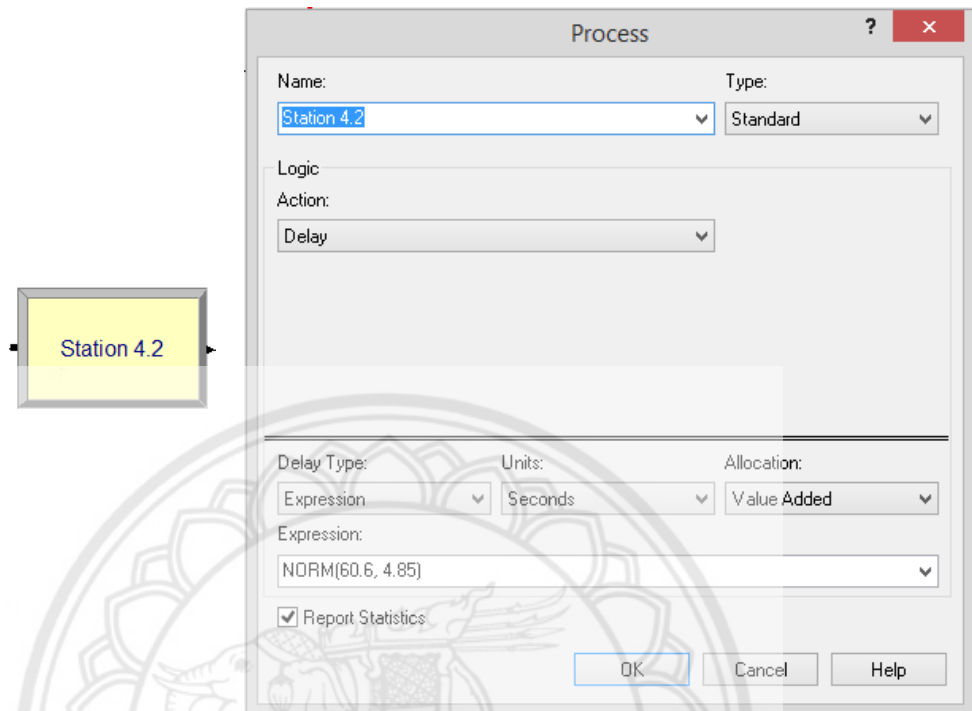 Process
?
×
Name:
Type:
Station 4.2
Standard
Logic
Action:
Delay
Station 4.2
Delay Type:
Units:
Allocation:
Expression
Seconds
Value Added
Expression:
NORM(60.6, 4.85)
Report Statistics
OK
Cancel
Help